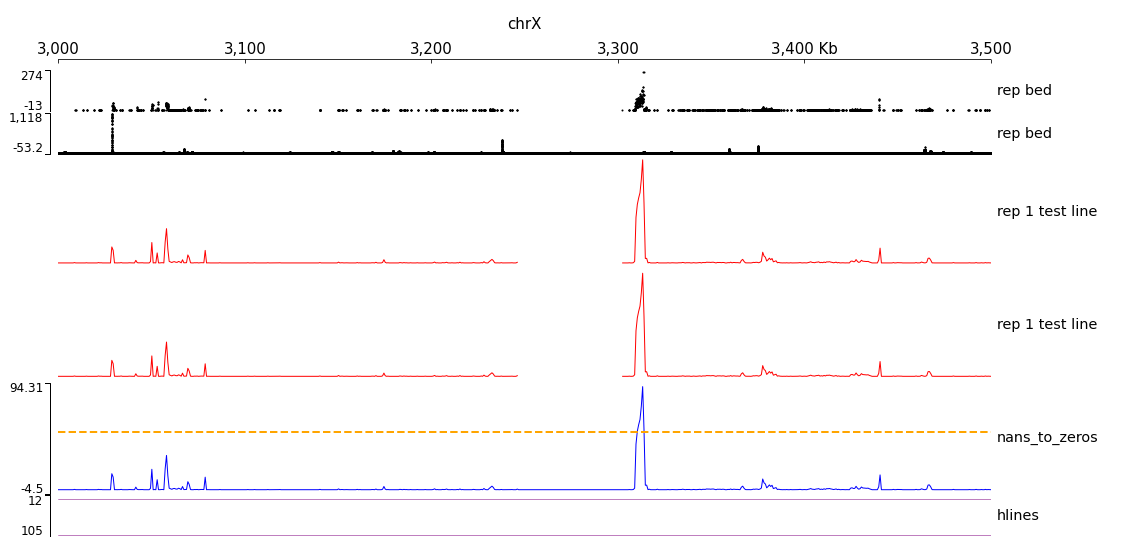 chrX
3,000 3,100 3,200 3,300 3,400 Kb 3,500
274
rep bed
-13
1,118
rep bed
-53.2
rep 1 test line
rep 1 test line
94.31
nans_to_zeros
-4.5
12
hlines
105